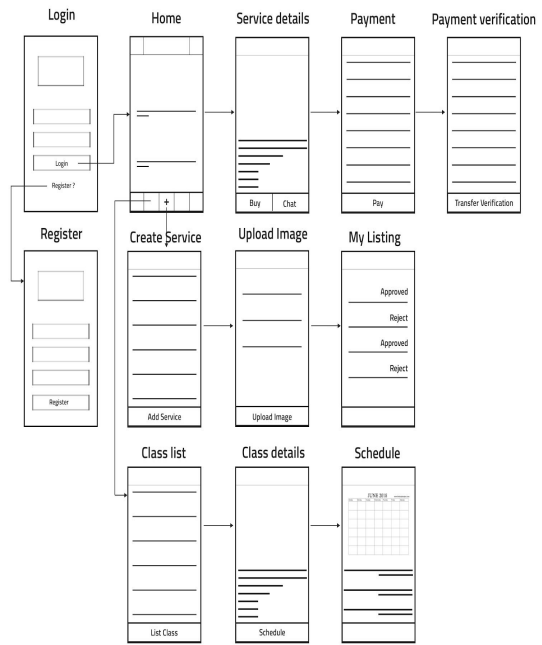 Login
Home
Service details
Payment
Payment verification
Login
Register ?
+
Buy
Chat
Pay
Transfer Verification
Register
Create Service
Upload Image
My Listing
Approved
Reject
Approved
Reject
Register
Add Service
Upload Image
Class list
Class details
Schedule
JUNE 2018
List Class
Schedule